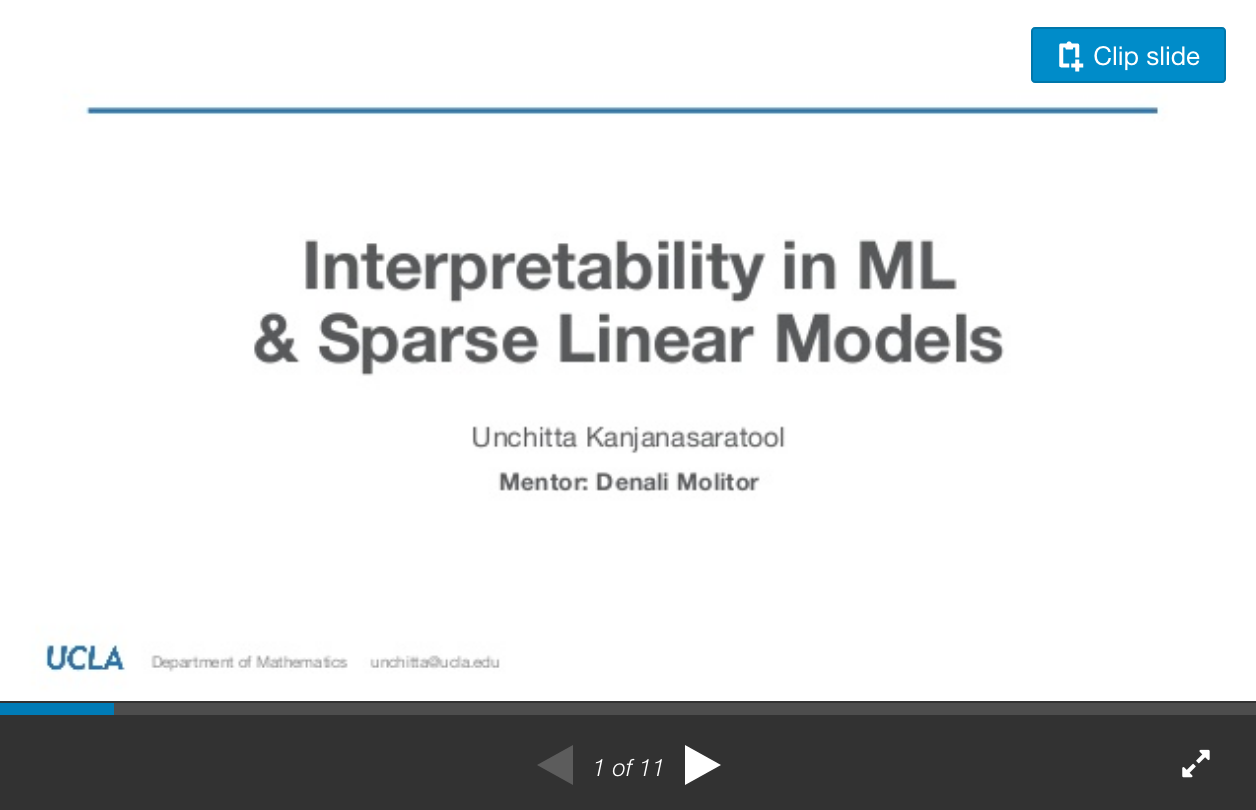 Clip slide
Interpretability in ML
& Sparse Linear Models
Unchitta Kanjanasaratool
Mentor: Denali Molitor
UCLA Department of Mathematics unchitta@ucla.edu
1 of 11